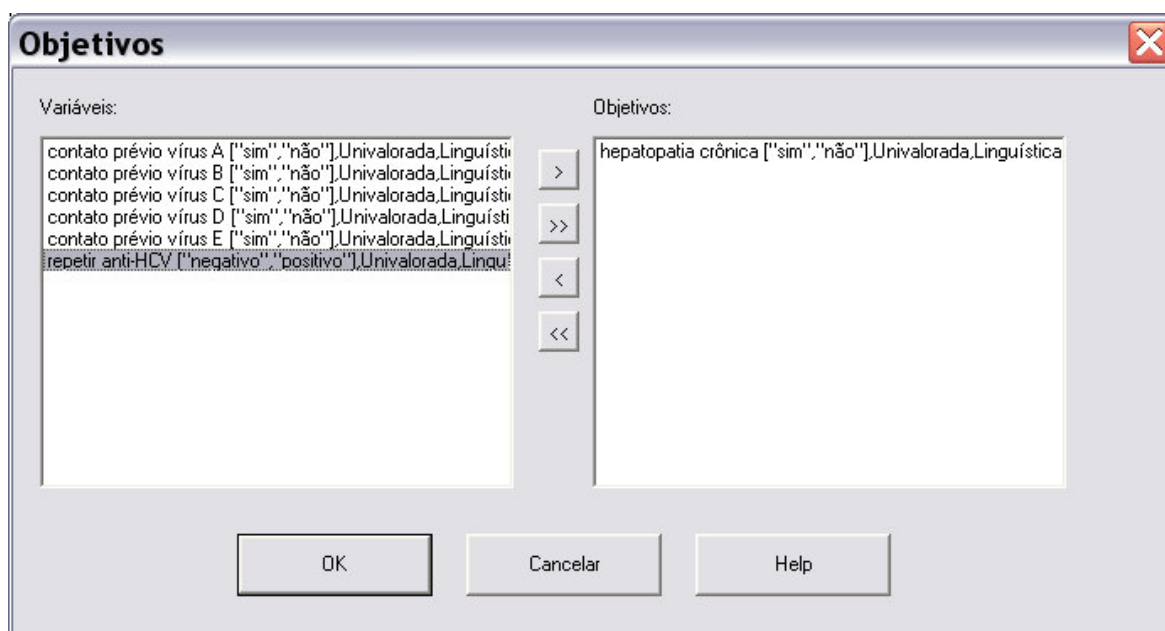 Objetivos
Variáveis:
Objetivos:
contato prévio vírus A ["sim","não"],Univalorada,Linguísti
contato prévio vírus B ["sim","não"],Univalorada,Linguísti
contato prévio vírus C ["sim","não"],Univalorada,Linguísti
contato prévio vírus D ["sim","não"],Univalorada,Linguísti
contato prévio vírus E ["sim","não"],Univalorada,Linguísti
repetir anti-HCV ["negativo","positivo"],Univalorada,Lingu
>
>>
<
<<
hepatopatia crônica ["sim","não"],Univalorada,Linguística
OK
Cancelar
Help